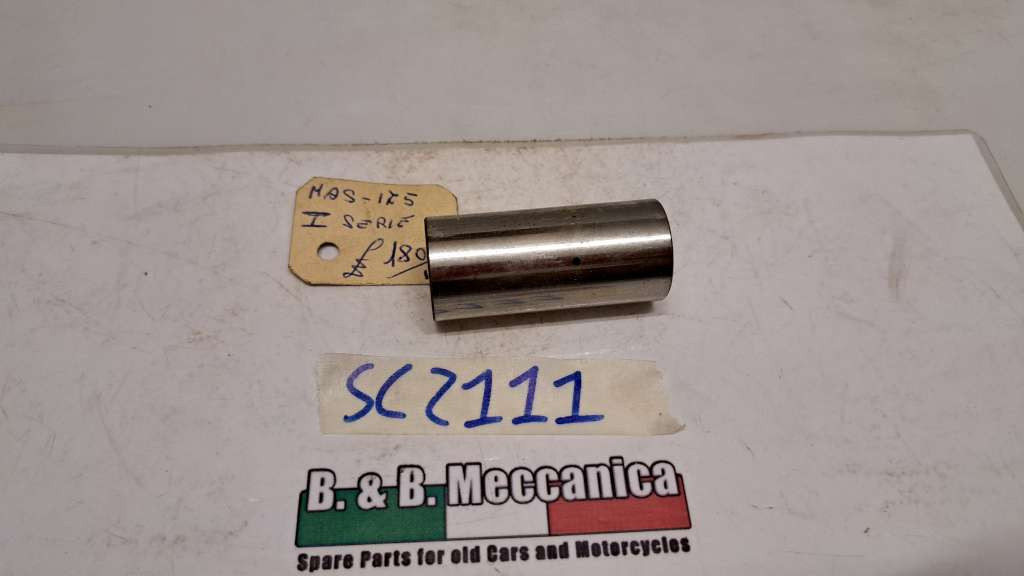 MAS-175
I SERIE
£ 180
SC2111
B. & B. Meccanica
Spare Parts for old Cars and Motorcycles